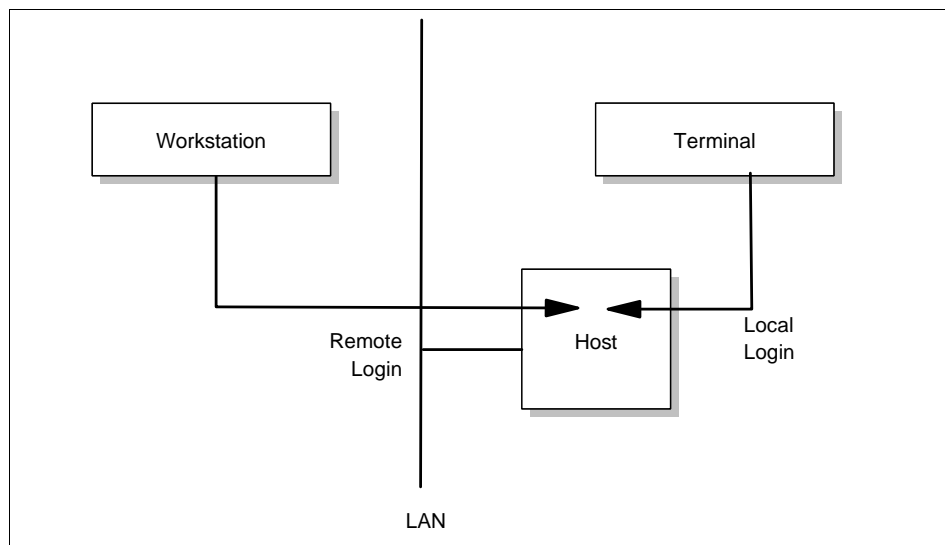 Workstation
Terminal
Remote
Login
Host
Local
Login
LAN